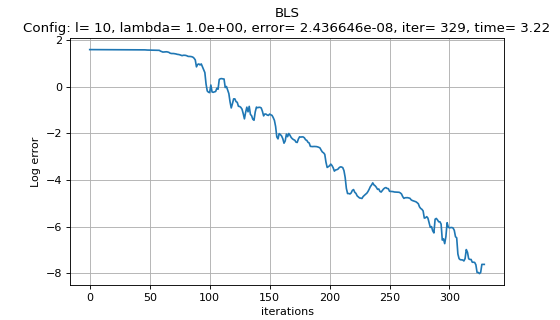 BLS
Config: l= 10, lambda= 1.0e+00, error= 2.436646e-08, iter= 329, time= 3.22
Log error
2
0
−2
−4
−6
−8
0 50 100 150 200 250 300
iterations